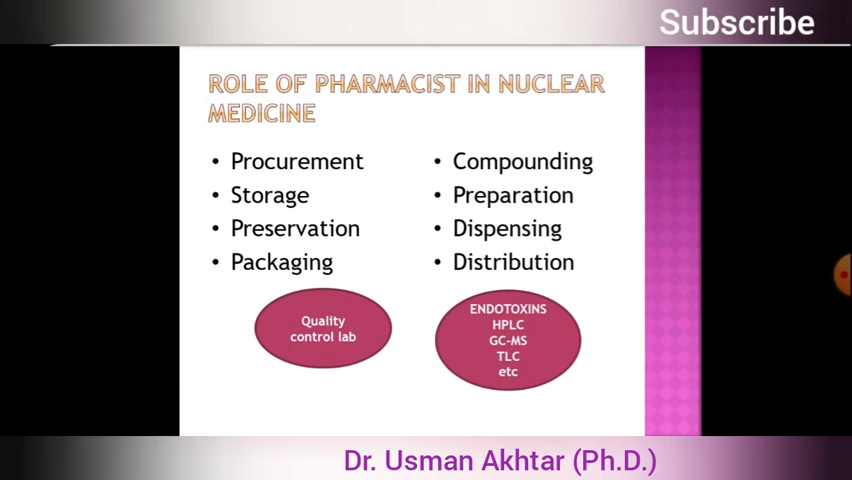 Subscribe
ROLE OF PHARMACIST IN NUCLEAR
MEDICINE
• Procurement
• Storage
• Preservation
• Packaging
• Compounding
• Preparation
• Dispensing
• Distribution
Quality
control lab
ENDOTOXINS
HPLC
GC-MS
TLC
etc
Dr. Usman Akhtar (Ph.D.)